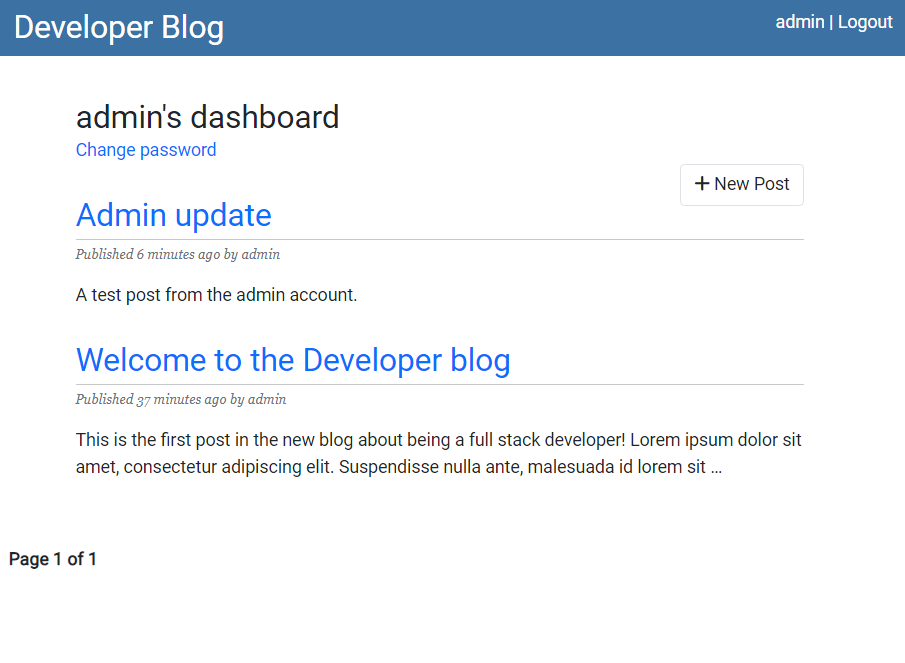 Developer Blog
admin | Logout
admin's dashboard
Change password
New Post
Admin update
Published 6 minutes ago by admin
A test post from the admin account.
Welcome to the Developer blog
Published 37 minutes ago by admin
This is the first post in the new blog about being a full stack developer! Lorem ipsum dolor sit
amet, consectetur adipiscing elit. Suspendisse nulla ante, malesuada id lorem sit …
Page 1 of 1